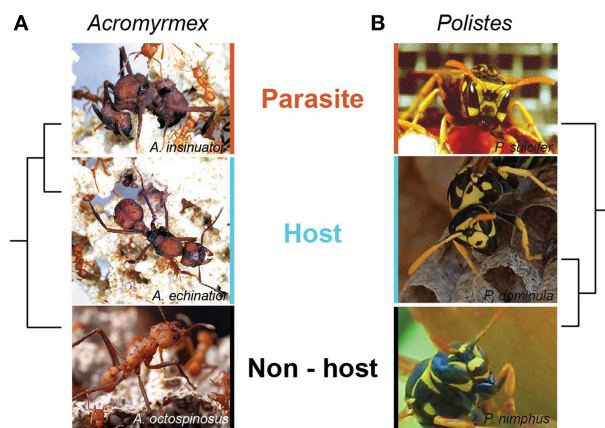 A
Acromyrmex
B
Polistes
A. insinuator
Parasite
P. sulcifer
A. echinatior
Host
P. dominula
A. octospinosus
Non - host
P. nimphus